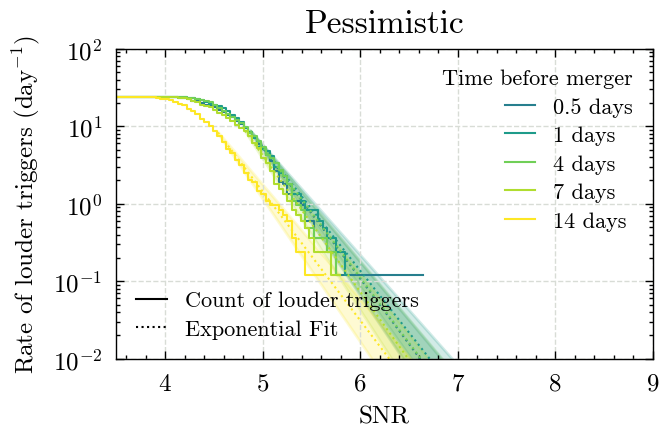 Pessimistic
Rate of louder triggers (day⁻¹)
10²
10¹
10⁰
10⁻¹
10⁻²
Time before merger
0.5 days
1 days
4 days
7 days
14 days
Count of louder triggers
Exponential Fit
4 5 6 7 8 9
SNR